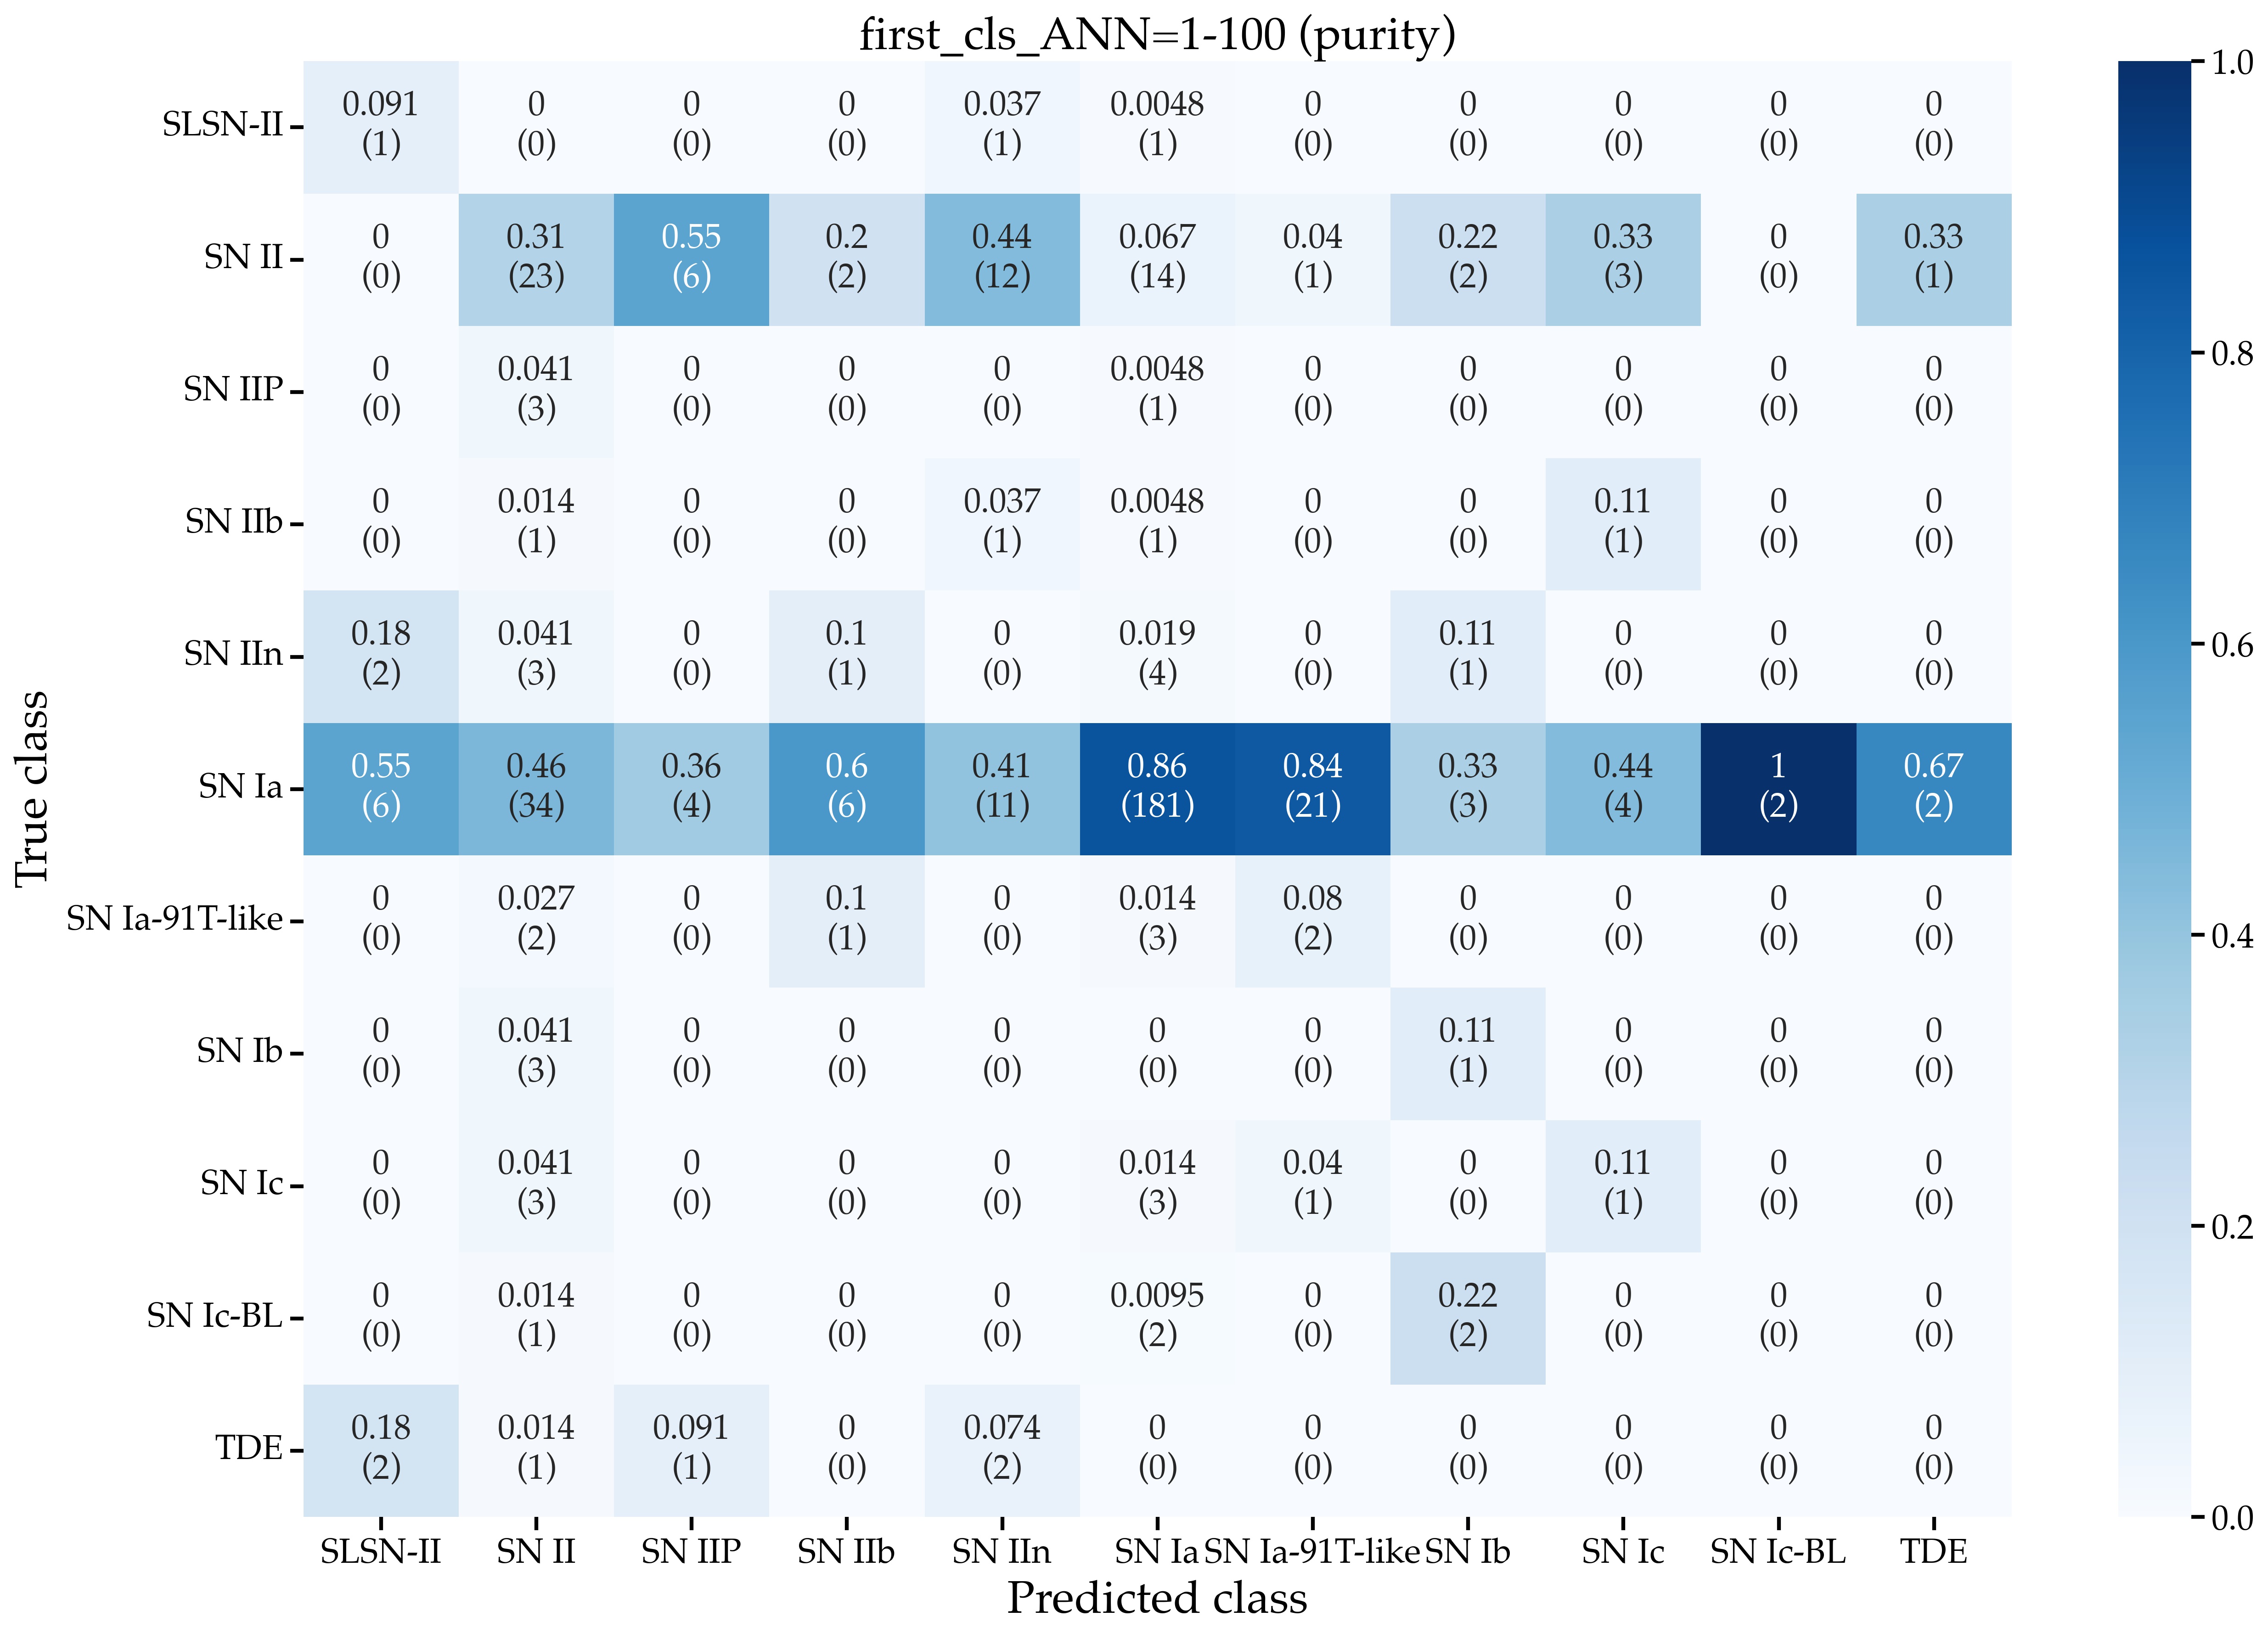 first_cls_ANN=1-100 (purity)
SLSN-II 0.091 0 0 0 0.037 0.0048 0 0 0 0 0
(1) (0) (0) (0) (1) (1) (0) (0) (0) (0) (0)
SN II 0 0.31 0.55 0.2 0.44 0.067 0.04 0.22 0.33 0 0.33
(0) (23) (6) (2) (12) (14) (1) (2) (3) (0) (1)
SN IIP 0 0.041 0 0 0 0.0048 0 0 0 0 0
(0) (3) (0) (0) (0) (1) (0) (0) (0) (0) (0)
SN IIb 0 0.014 0 0 0.037 0.0048 0 0 0.11 0 0
(0) (1) (0) (0) (1) (1) (0) (0) (1) (0) (0)
SN IIn 0.18 0.041 0 0.1 0 0.019 0 0.11 0 0 0
(2) (3) (0) (1) (0) (4) (0) (1) (0) (0) (0)
SN Ia 0.55 0.46 0.36 0.6 0.41 0.86 0.84 0.33 0.44 1 0.67
(6) (34) (4) (6) (11) (181) (21) (3) (4) (2) (2)
SN Ia-91T-like 0 0.027 0 0.1 0 0.014 0.08 0 0 0 0
(0) (2) (0) (1) (0) (3) (2) (0) (0) (0) (0)
SN Ib 0 0.041 0 0 0 0 0 0.11 0 0 0
(0) (3) (0) (0) (0) (0) (0) (1) (0) (0) (0)
SN Ic 0 0.041 0 0 0 0.014 0.04 0 0.11 0 0
(0) (3) (0) (0) (0) (3) (1) (0) (1) (0) (0)
SN Ic-BL 0 0.014 0 0 0 0.0095 0 0.22 0 0 0
(0) (1) (0) (0) (0) (2) (0) (2) (0) (0) (0)
TDE 0.18 0.014 0.091 0 0.074 0 0 0 0 0 0
(2) (1) (1) (0) (2) (0) (0) (0) (0) (0) (0)
SLSN-II SN II SN IIP SN IIb SN IIn SN Ia SN Ia-91T-like SN Ib SN Ic SN Ic-BL TDE
Predicted class
True class
1.0
0.8
0.6
0.4
0.2
0.0